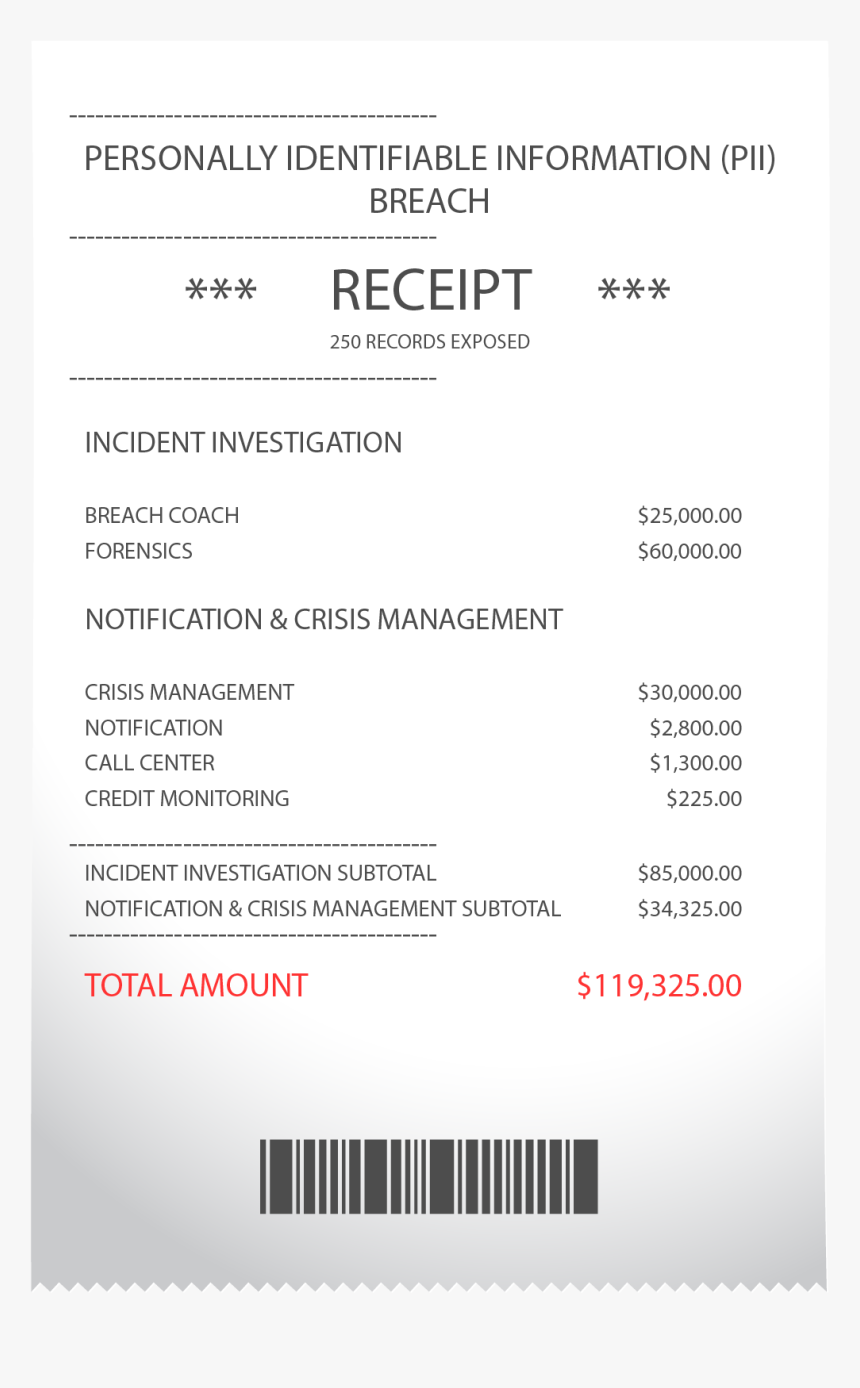 ------------------------------------------
PERSONALLY IDENTIFIABLE INFORMATION (PII)
BREACH
------------------------------------------
*** RECEIPT ***
250 RECORDS EXPOSED
------------------------------------------
INCIDENT INVESTIGATION
BREACH COACH $25,000.00
FORENSICS $60,000.00
NOTIFICATION & CRISIS MANAGEMENT
CRISIS MANAGEMENT $30,000.00
NOTIFICATION $2,800.00
CALL CENTER $1,300.00
CREDIT MONITORING $225.00
------------------------------------------
INCIDENT INVESTIGATION SUBTOTAL $85,000.00
NOTIFICATION & CRISIS MANAGEMENT SUBTOTAL $34,325.00
------------------------------------------
TOTAL AMOUNT $119,325.00